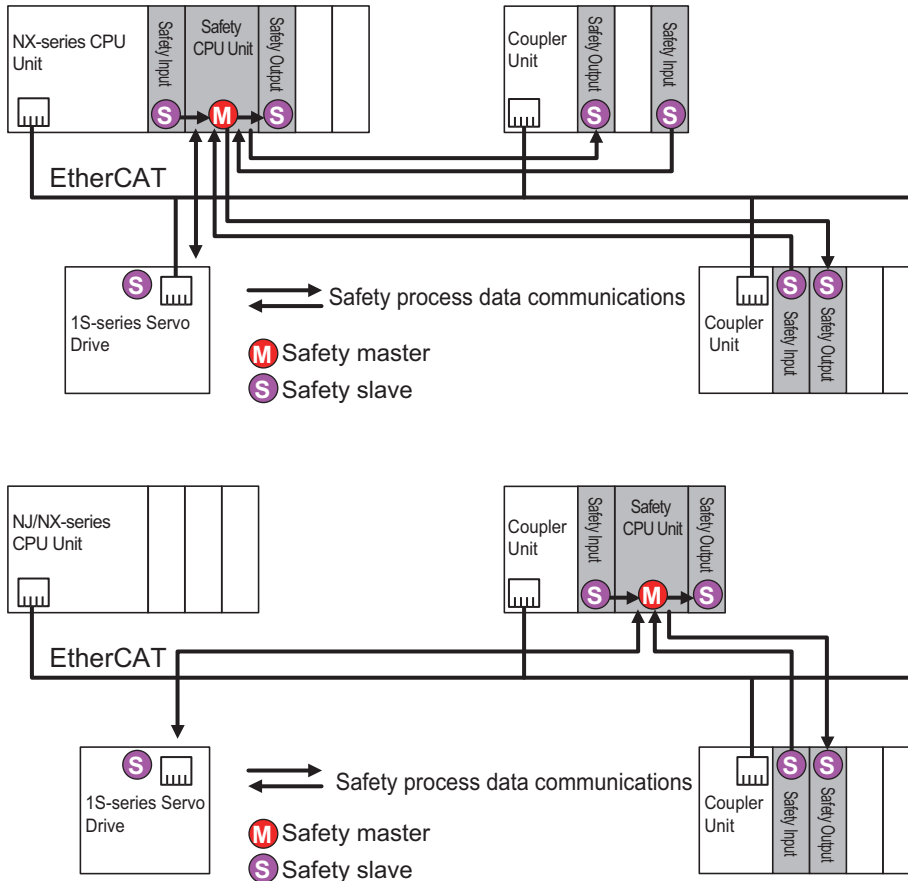 NX-series CPU
Unit
Safety Input
Safety
CPU Unit
Safety Output
S
M
S
Coupler
Unit
Safety Output
Safety Input
S
S
EtherCAT
S
1S-series Servo
Drive
Safety process data communications
M Safety master
S Safety slave
Coupler
Unit
S
S
Safety Input
Safety Output
NJ/NX-series
CPU Unit
Coupler
Unit
Safety Input
Safety
CPU Unit
Safety Output
S
M
S
EtherCAT
S
1S-series Servo
Drive
Safety process data communications
M Safety master
S Safety slave
Coupler
Unit
S
S
Safety Input
Safety Output